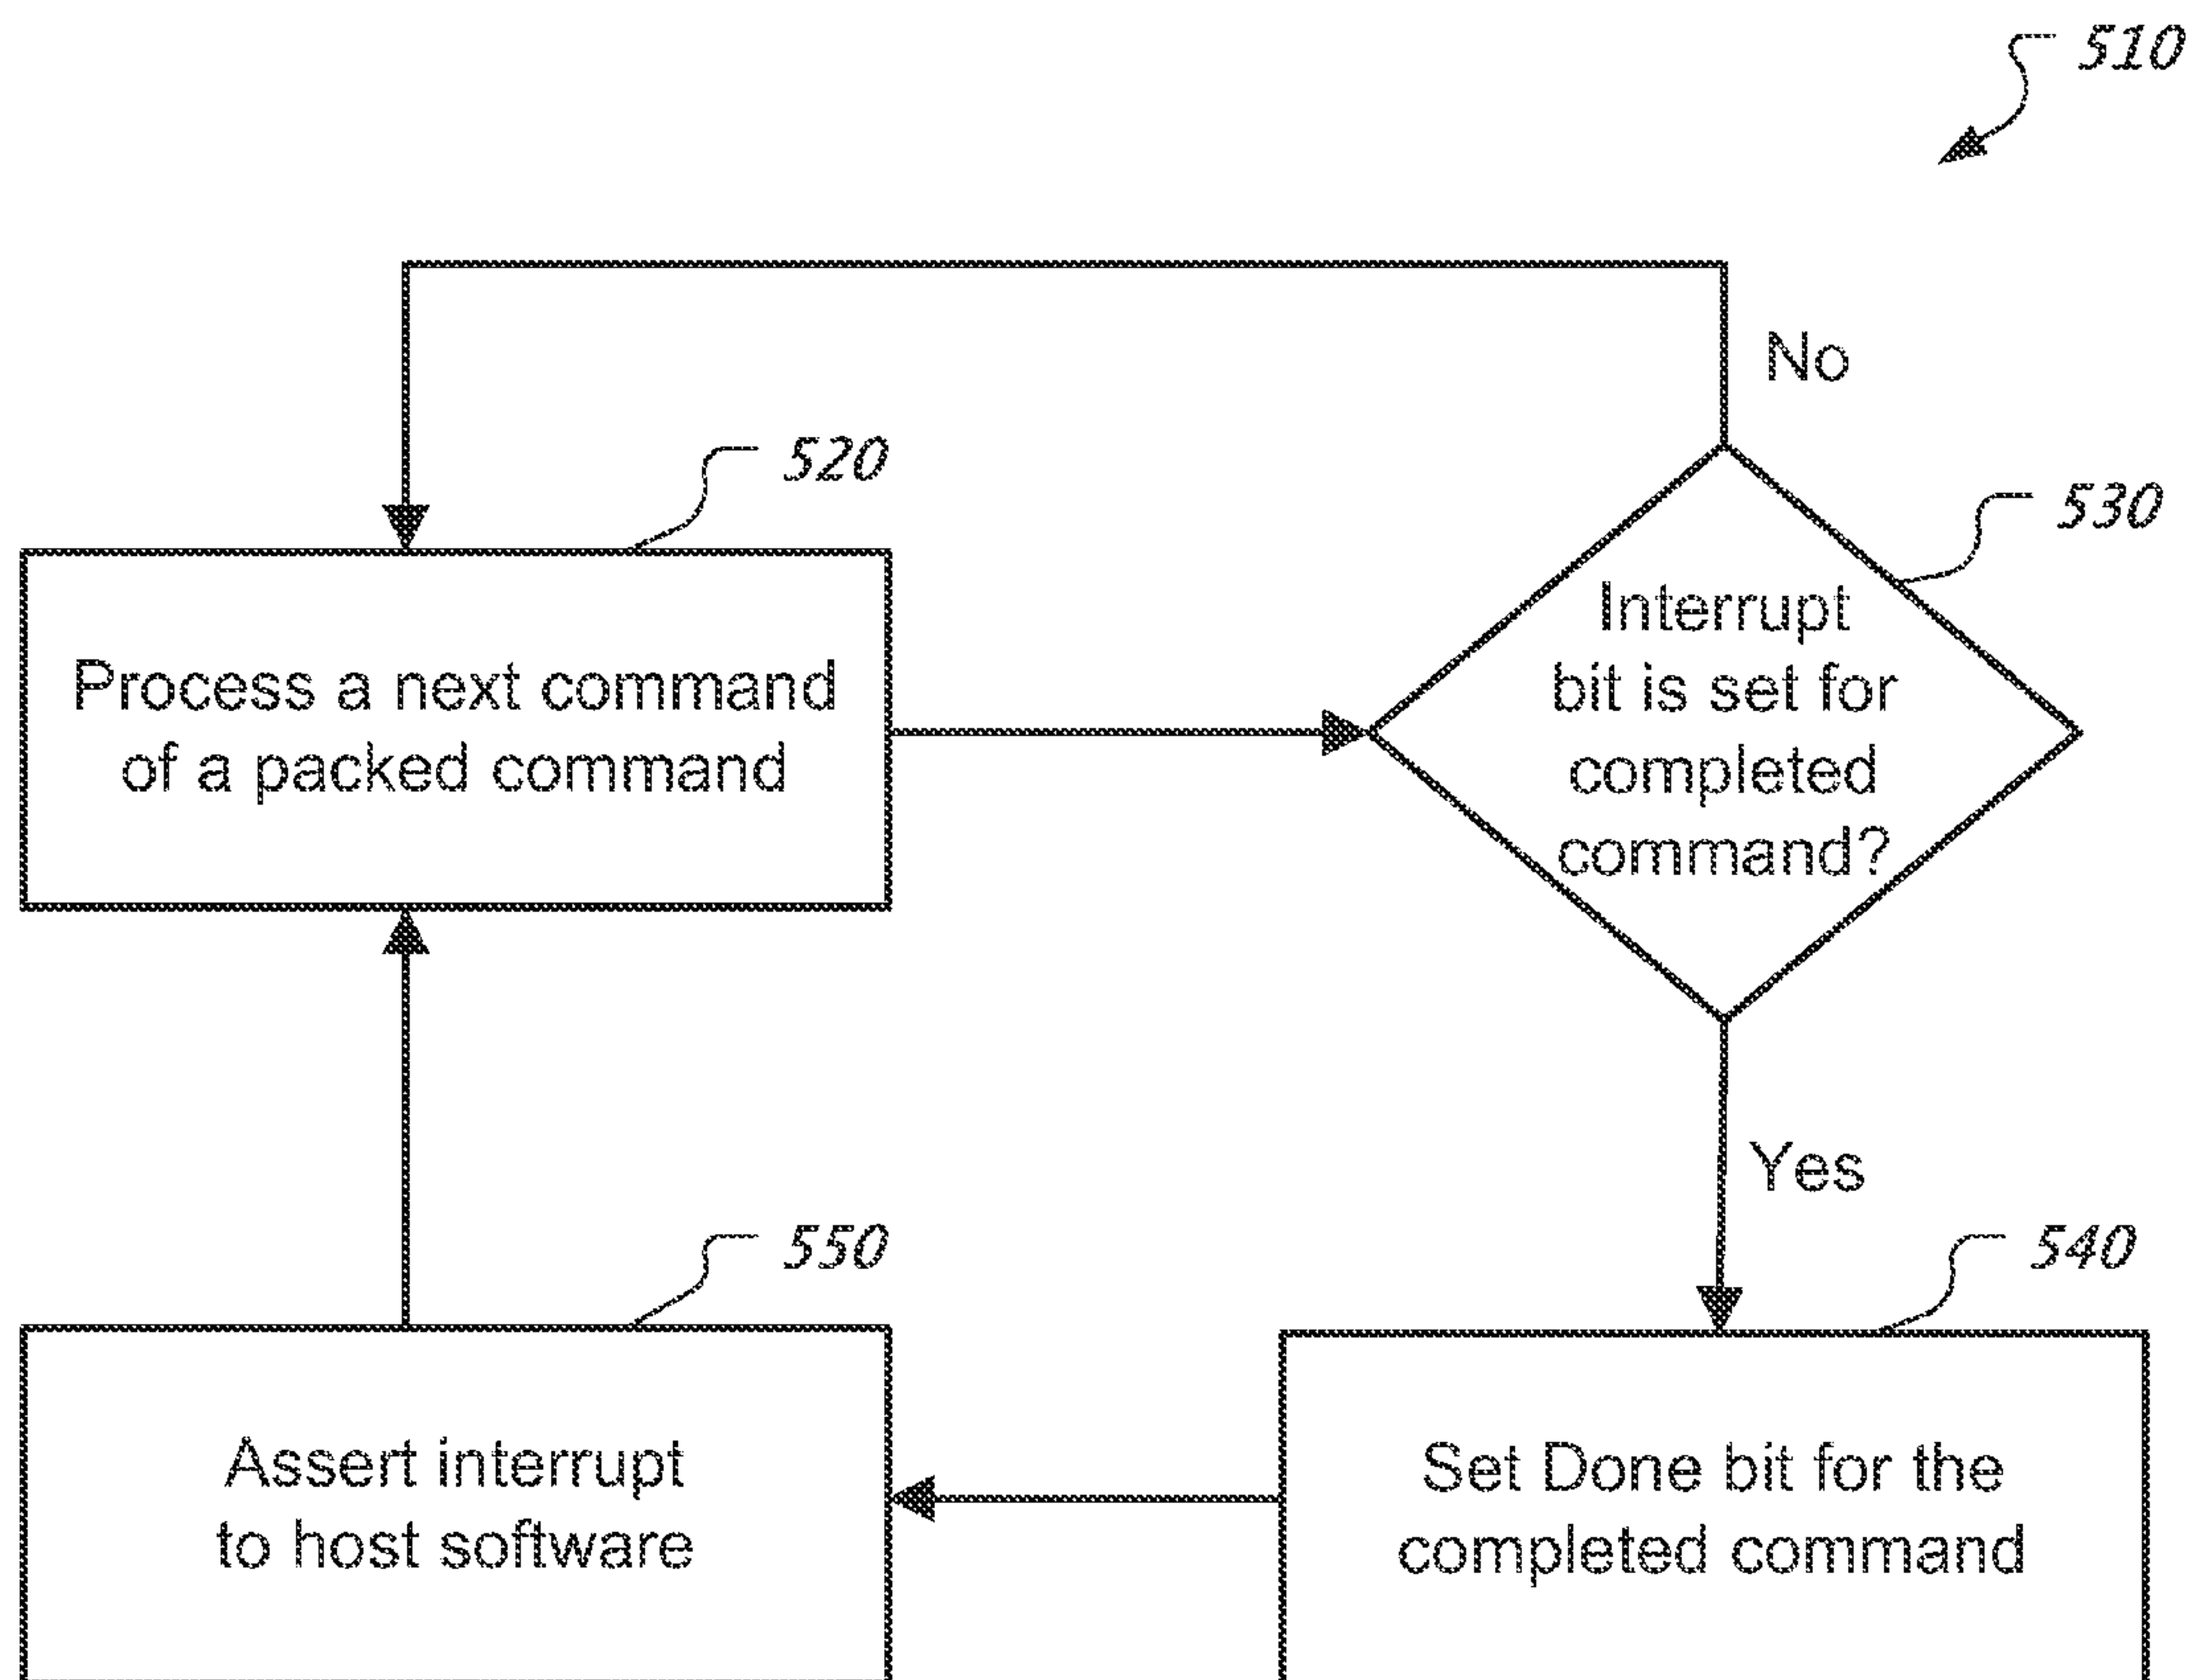 510
No
520
530
Process a next command
of a packed command
Interrupt
bit is set for
completed
command?
Yes
550
540
Assert interrupt
to host software
Set Done bit for the
completed command